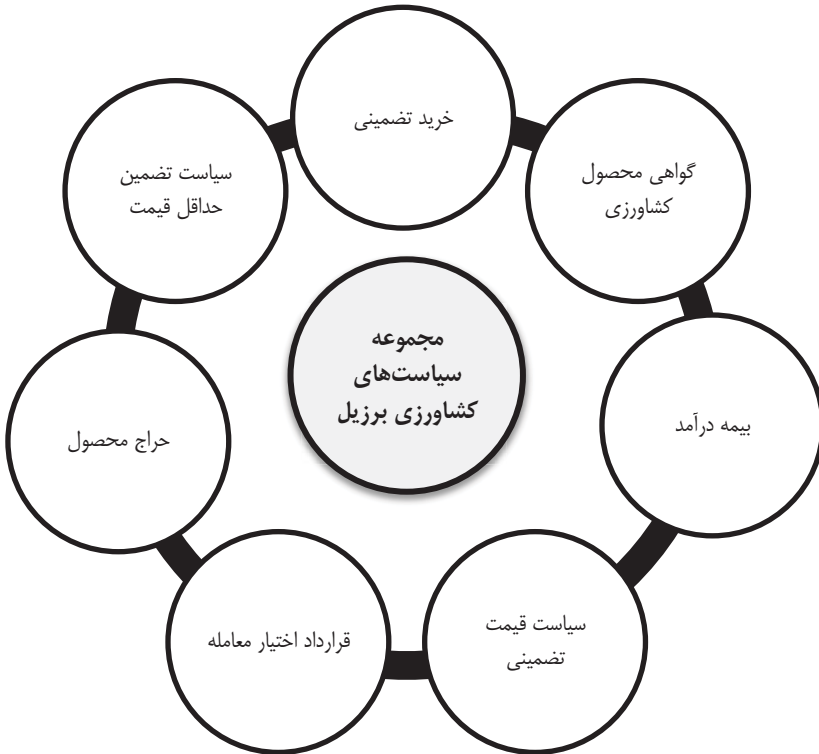 خرید تضمینی
گواهی محصول
کشاورزی
بیمه درآمد
سیاست قیمت
تضمینی
قرارداد اختیار معامله
حراج محصول
سیاست تضمین
حداقل قیمت
مجموعه
سیاست‌های
کشاورزی برزیل